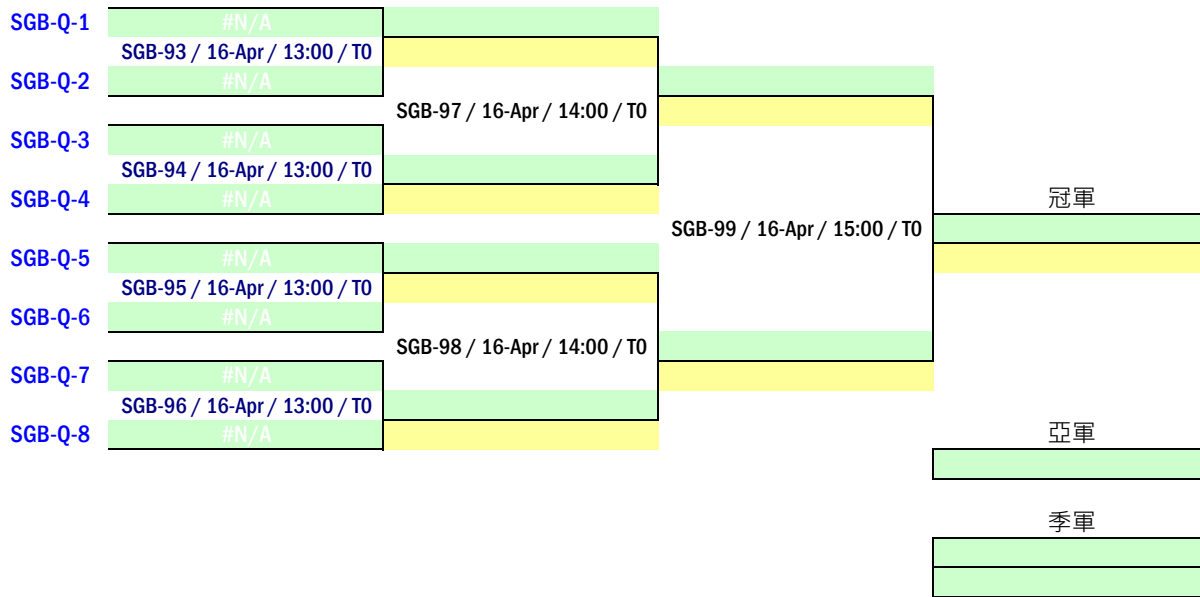 SGB-Q-1 #N/A
SGB-93 / 16-Apr / 13:00 / T0
SGB-Q-2 #N/A
SGB-97 / 16-Apr / 14:00 / T0
SGB-Q-3 #N/A
SGB-94 / 16-Apr / 13:00 / T0
SGB-Q-4 #N/A
冠軍
SGB-99 / 16-Apr / 15:00 / T0
SGB-Q-5 #N/A
SGB-95 / 16-Apr / 13:00 / T0
SGB-Q-6 #N/A
SGB-98 / 16-Apr / 14:00 / T0
SGB-Q-7 #N/A
SGB-96 / 16-Apr / 13:00 / T0
SGB-Q-8 #N/A
亞軍
季軍